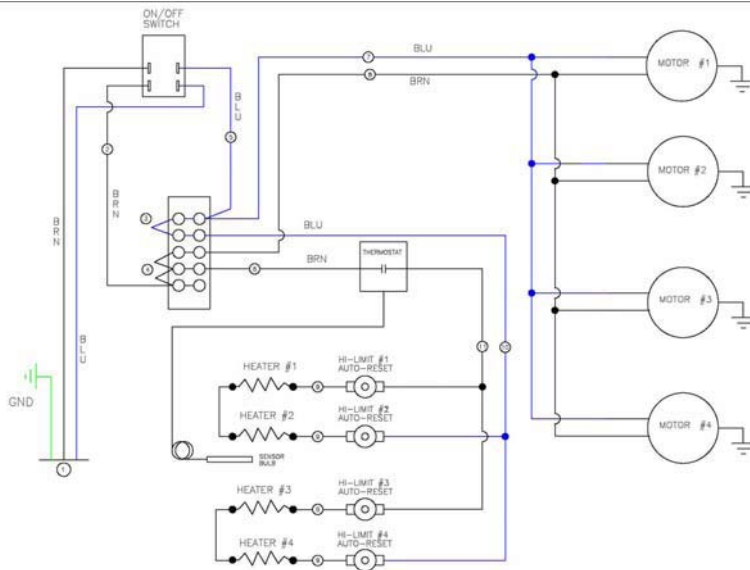 ON/OFF
SWITCH
7
BLU
8
BRN
MOTOR #1
BLU
5
2
BRN
MOTOR #2
BRN
3
BLU
THERMOSTAT
4
BRN
MOTOR #3
BLU
11
10
GND
HEATER #1
9
HI-LIMIT #1
AUTO-RESET
HEATER #2
9
HI-LIMIT #2
AUTO-RESET
MOTOR #4
SENSOR
BULB
1
HEATER #3
9
HI-LIMIT #3
AUTO-RESET
HEATER #4
9
HI-LIMIT #4
AUTO-RESET